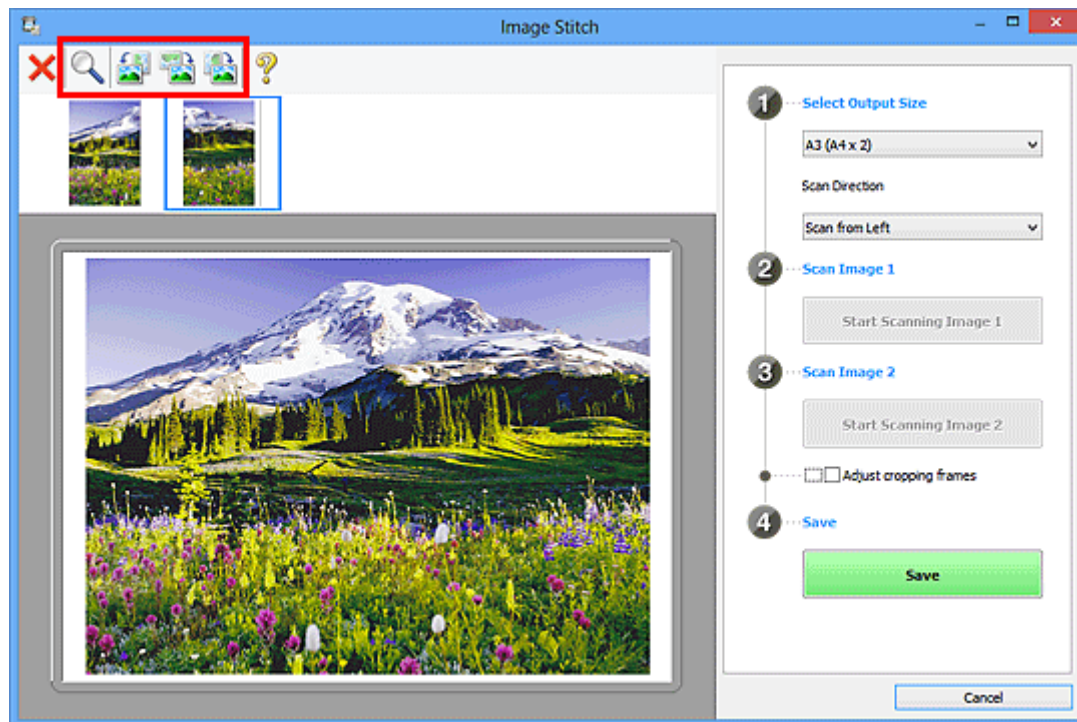 Image Stitch
1
Select Output Size
A3 (A4 x 2)
Scan Direction
Scan from Left
2
Scan Image 1
Start Scanning Image 1
3
Scan Image 2
Start Scanning Image 2
Adjust cropping frames
4
Save
Save
Cancel